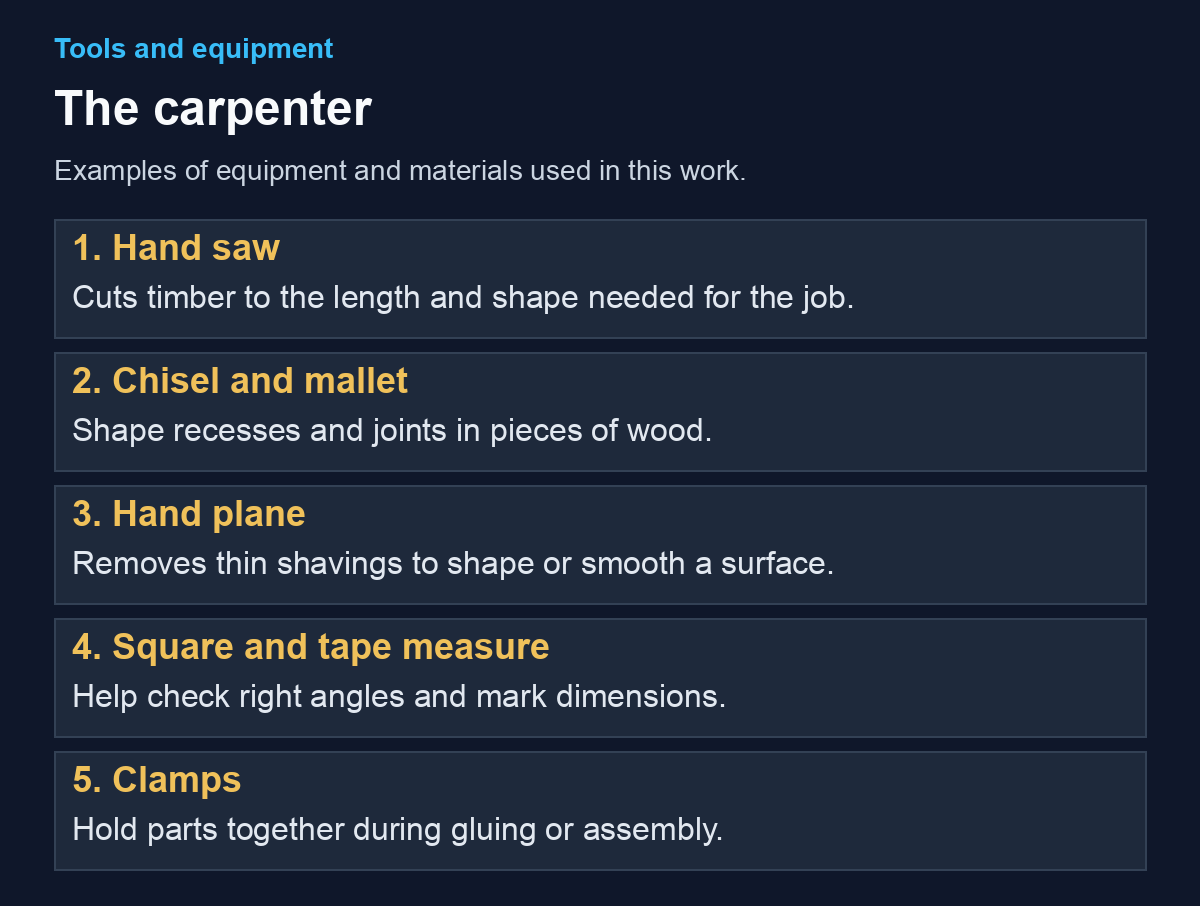 Tools and equipment
The carpenter
Examples of equipment and materials used in this work.
1. Hand saw
Cuts timber to the length and shape needed for the job.
2. Chisel and mallet
Shape recesses and joints in pieces of wood.
3. Hand plane
Removes thin shavings to shape or smooth a surface.
4. Square and tape measure
Help check right angles and mark dimensions.
5. Clamps
Hold parts together during gluing or assembly.